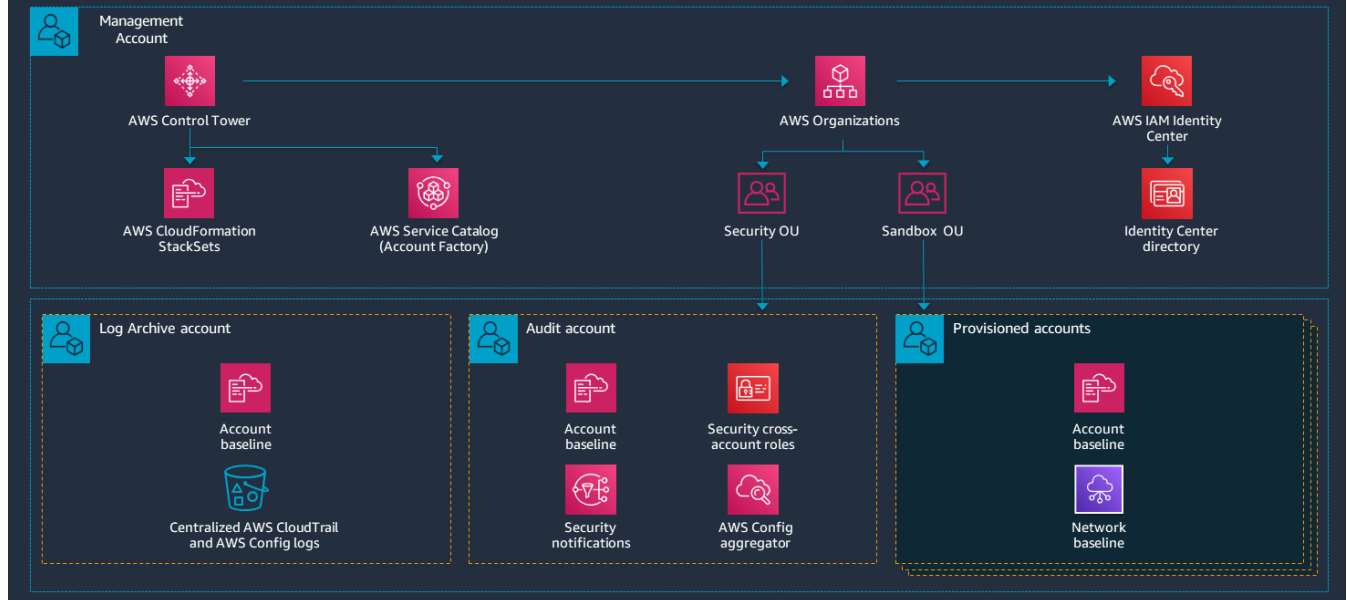 Management
Account
AWS Control Tower
AWS Organizations
AWS IAM Identity
Center
AWS CloudFormation
StackSets
AWS Service Catalog
(Account Factory)
Security OU
Sandbox OU
Identity Center
directory
Log Archive account
Account
baseline
Centralized AWS CloudTrail
and AWS Config logs
Audit account
Account
baseline
Security cross-
account roles
Security
notifications
AWS Config
aggregator
Provisioned accounts
Account
baseline
Network
baseline